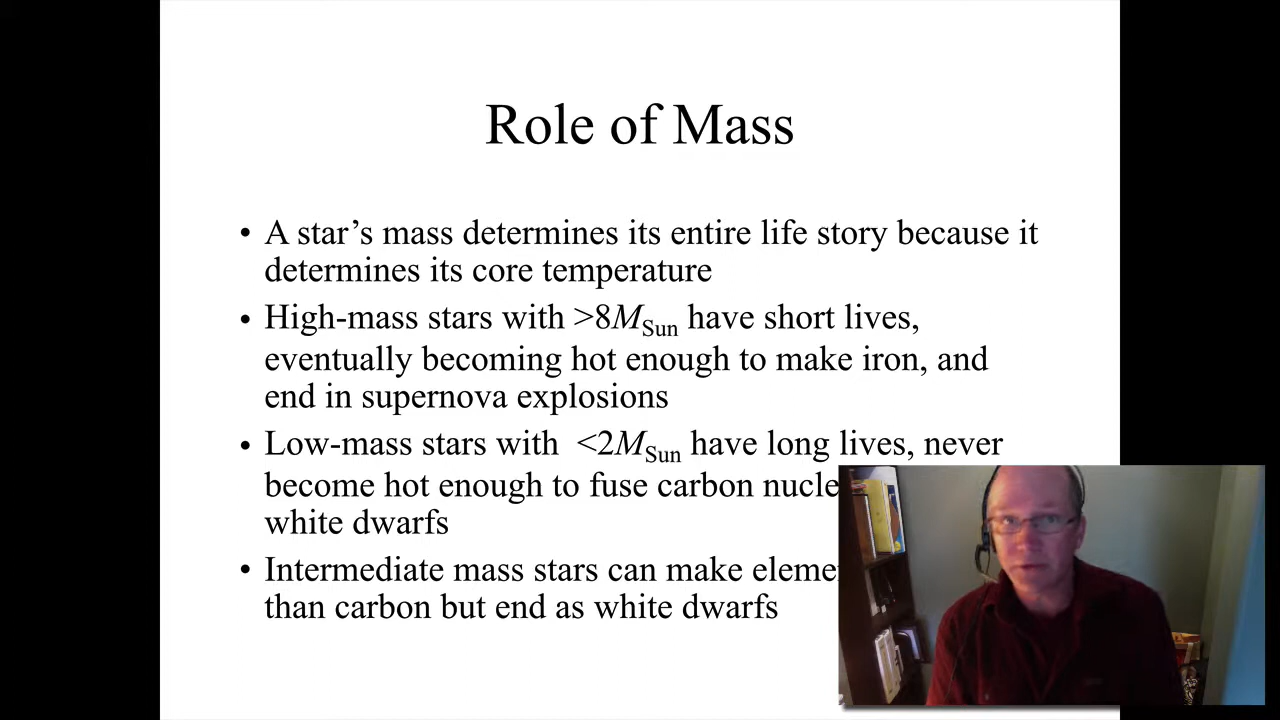 Role of Mass
• A star’s mass determines its entire life story because it
determines its core temperature
• High-mass stars with >8M_Sun have short lives,
eventually becoming hot enough to make iron, and
end in supernova explosions
• Low-mass stars with <2M_Sun have long lives, never
become hot enough to fuse carbon
white dwarfs
• Intermediate mass stars can make
than carbon but end as white dwarfs